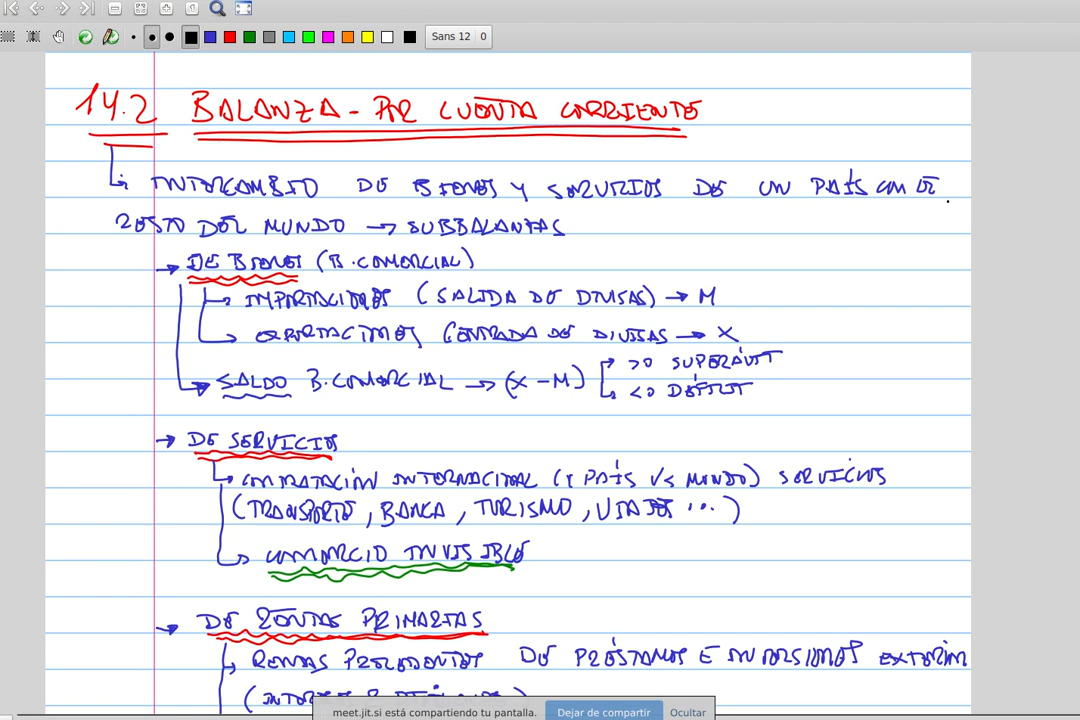 Sans 12 0
14.2 BALANZA - POR CUENTA CORRIENTE
INTERCAMBIO DE BIENES Y SERVICIOS DE UN PAÍS CON EL
RESTO DEL MUNDO → SUBBALANZAS
→ DE BIENES (B. COMERCIAL)
IMPORTACIONES (SALIDA DE DIVISAS) → M
EXPORTACIONES (ENTRADA DE DIVISAS → X
SALDO B. COMERCIAL → (X - M)
>0 SUPERÁVIT
<0 DÉFICIT
→ DE SERVICIOS
CONTRATACIÓN INTERNACIONAL (1 PAÍS VS MUNDO) SERVICIOS
(TRANSPORTE, BANCA, TURISMO, VIAJES ...)
COMERCIO INVISIBLE
→ DE RENTAS PRIMARIAS
RENTAS PROCEDENTES DE PRÉSTAMOS E INVERSIONES EXTERIOR
meet.jit.si está compartiendo tu pantalla. Dejar de compartir Ocultar